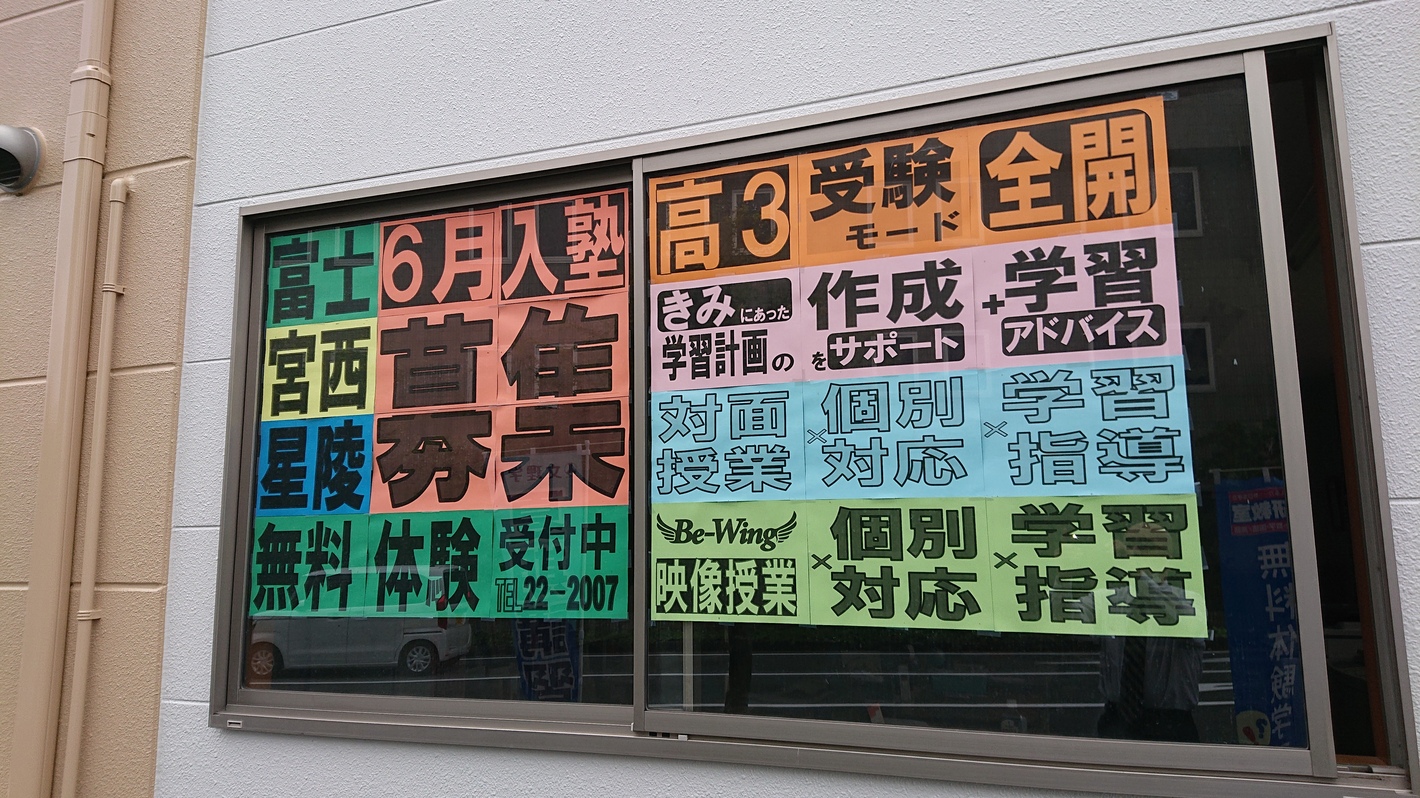 富士
宮西
星陵
6月入塾
募集
無料体験受付中
TEL22-2007
高3受験モード全開
きみにあった
学習計画の
作成
をサポート
+学習
アドバイス
対面
授業
×個別
対応
×学習
指導
Be-Wing
映像授業
×個別
対応
×学習
指導